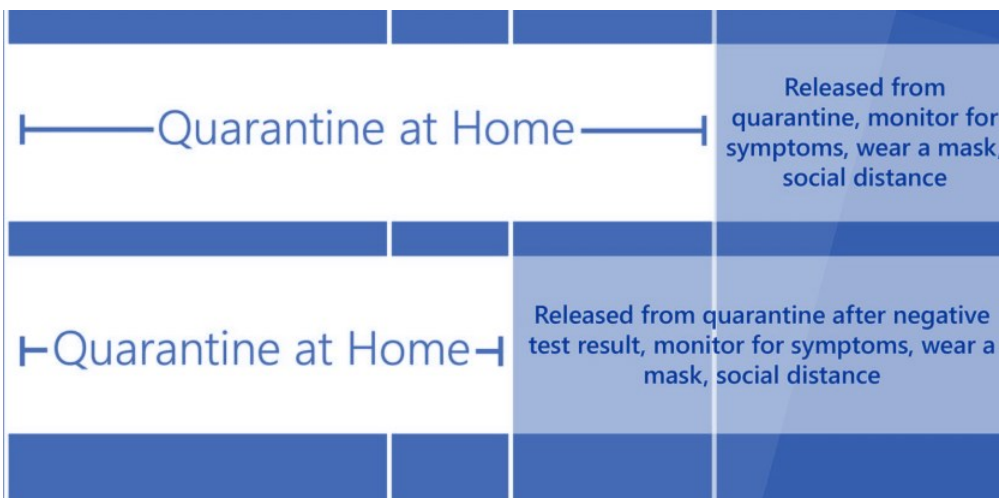 Quarantine at Home
Released from
quarantine, monitor for
symptoms, wear a mask,
social distance
Quarantine at Home
Released from quarantine after negative
test result, monitor for symptoms, wear a
mask, social distance